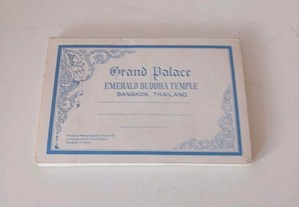 Grand Palace
EMERALD BUDDHA TEMPLE
BANGKOK, THAILAND.